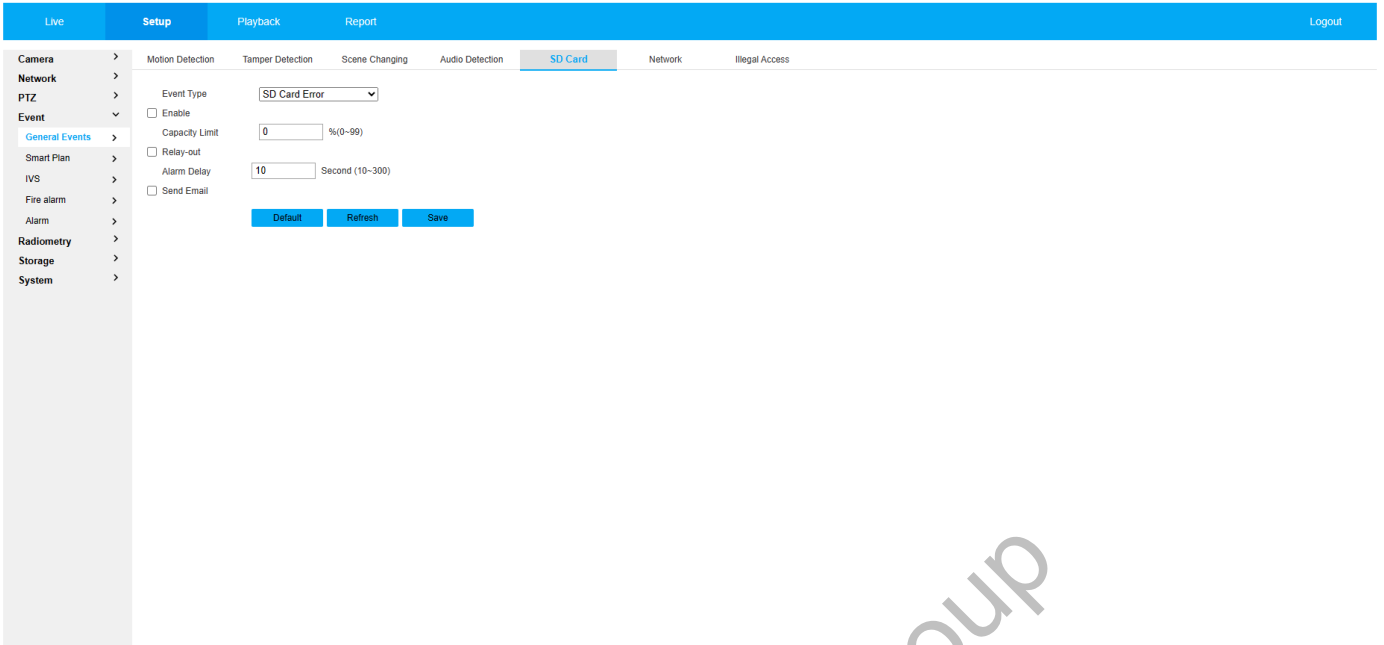 Live Setup Playback Report Logout
Camera
Network
PTZ
Event
General Events
Smart Plan
IVS
Fire alarm
Alarm
Radiometry
Storage
System
Motion Detection Tamper Detection Scene Changing Audio Detection SD Card Network Illegal Access
Event Type SD Card Error
Enable
Capacity Limit 0 %(0~99)
Relay-out
Alarm Delay 10 Second (10~300)
Send Email
Default Refresh Save